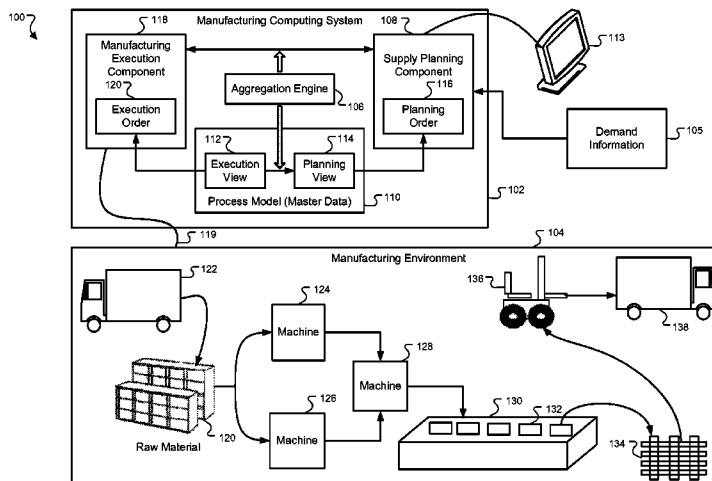 100
118
Manufacturing Computing System
108
Manufacturing
Execution
Component
120
Execution
Order
Aggregation Engine
106
Supply Planning
Component
116
Planning
Order
113
Demand
Information
105
112
Execution
View
114
Planning
View
Process Model (Master Data)
110
102
119
104
Manufacturing Environment
122
124
Machine
126
Machine
128
Machine
120
Raw Material
130
132
134
136
138